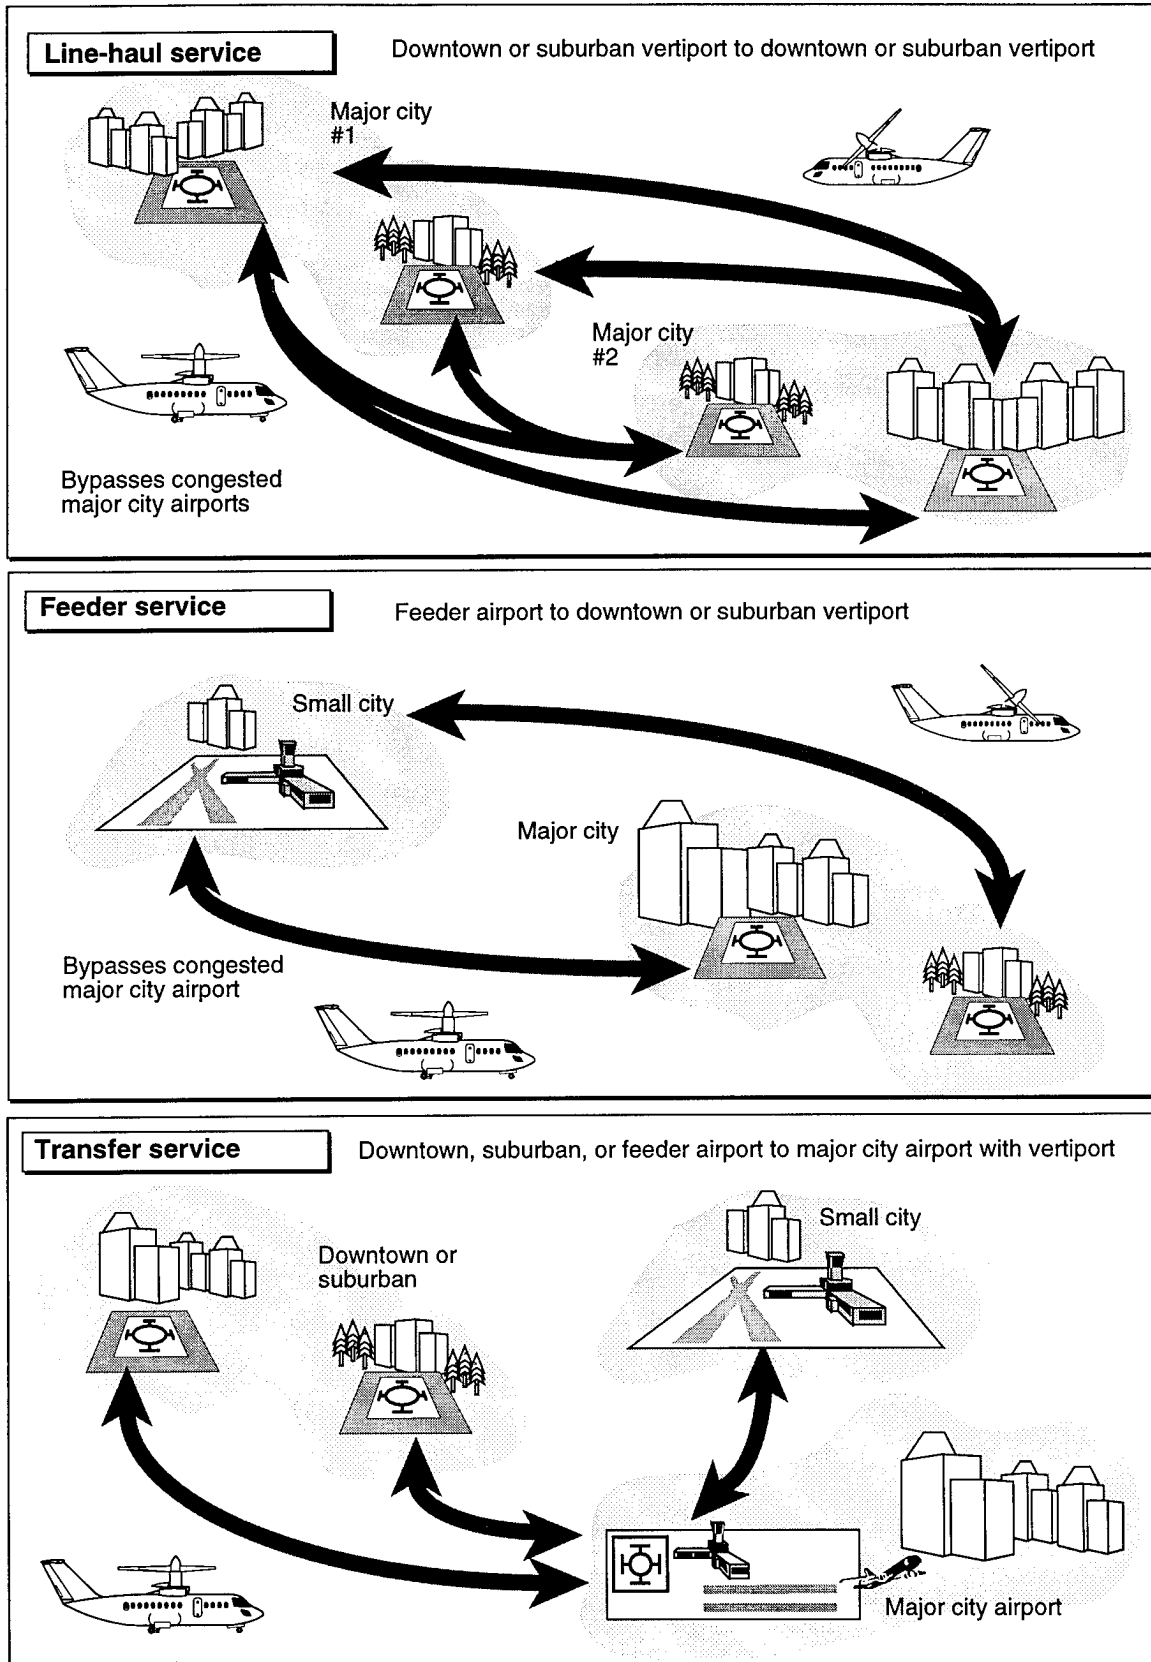 Line-haul service
Downtown or suburban vertiport to downtown or suburban vertiport
Major city
#1
Major city
#2
Bypasses congested
major city airports
Feeder service
Feeder airport to downtown or suburban vertiport
Small city
Major city
Bypasses congested
major city airport
Transfer service
Downtown, suburban, or feeder airport to major city airport with vertiport
Small city
Downtown or
suburban
Major city airport